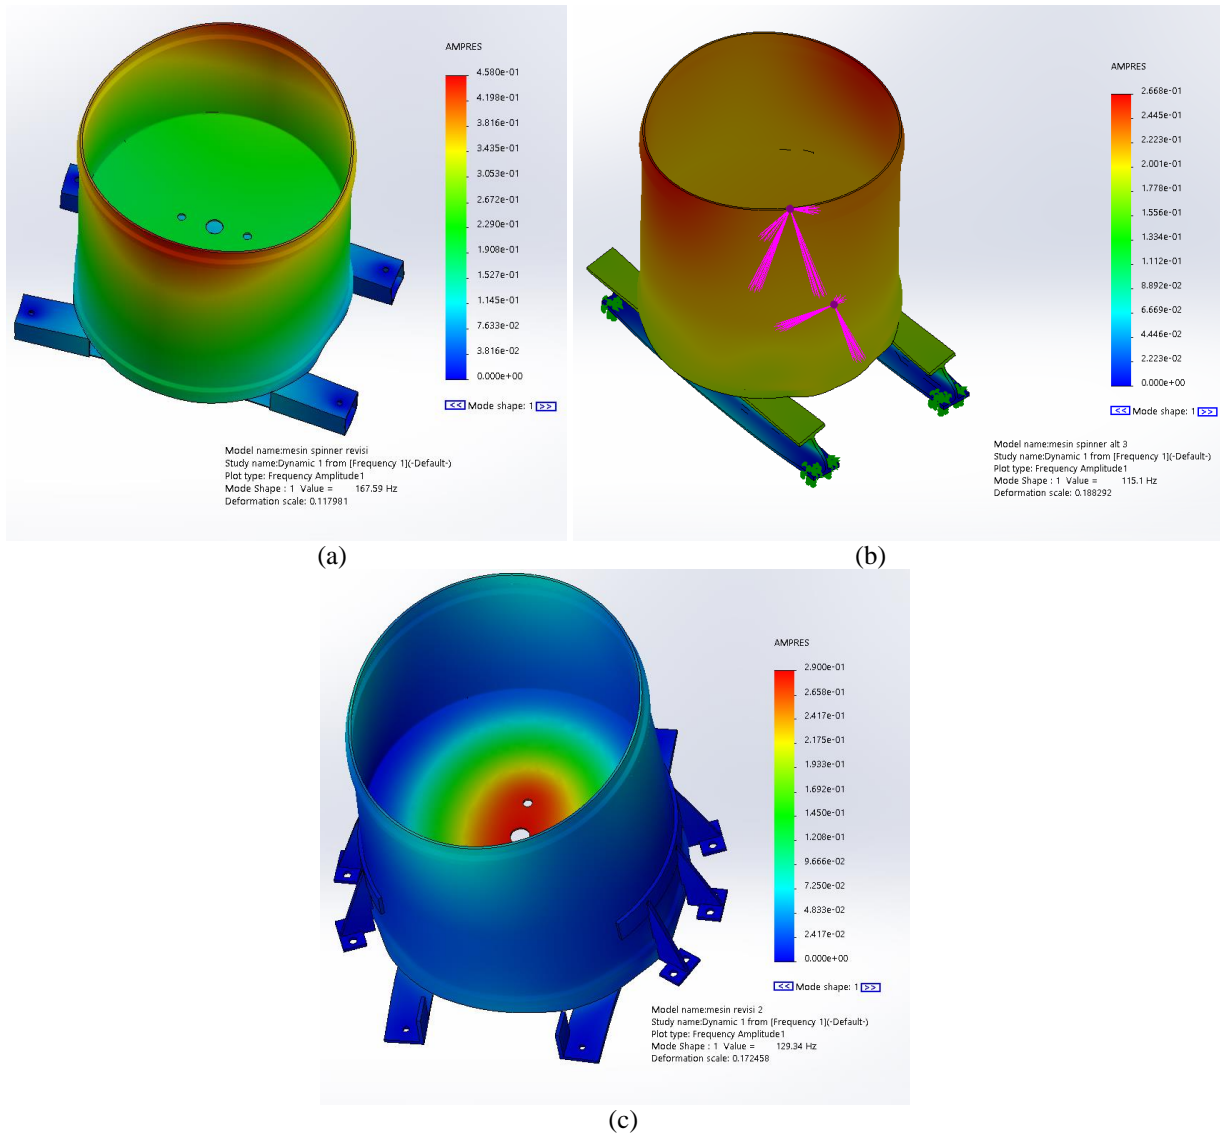 AMPRES
4.580e-01
4.198e-01
3.816e-01
3.435e-01
3.053e-01
2.672e-01
2.290e-01
1.908e-01
1.527e-01
1.145e-01
7.633e-02
3.816e-02
0.000e+00
<< Mode shape: 1 >>
Model name:mesin spinner revisi
Study name:Dynamic 1 from [Frequency 1](-Default-)
Plot type: Frequency Amplitude1
Mode Shape : 1 Value = 167.59 Hz
Deformation scale: 0.117981
(a)
AMPRES
2.668e-01
2.445e-01
2.223e-01
2.001e-01
1.778e-01
1.556e-01
1.334e-01
1.112e-01
8.892e-02
6.669e-02
4.446e-02
2.223e-02
0.000e+00
<< Mode shape: 1 >>
Model name:mesin spinner alt 3
Study name:Dynamic 1 from [Frequency 1](-Default-)
Plot type: Frequency Amplitude1
Mode Shape : 1 Value = 115.1 Hz
Deformation scale: 0.188292
(b)
AMPRES
2.900e-01
2.658e-01
2.417e-01
2.175e-01
1.933e-01
1.692e-01
1.450e-01
1.208e-01
9.666e-02
7.250e-02
4.833e-02
2.417e-02
0.000e+00
<< Mode shape: 1 >>
Model name:mesin revisi 2
Study name:Dynamic 1 from [Frequency 1](-Default-)
Plot type: Frequency Amplitude1
Mode Shape : 1 Value = 129.34 Hz
Deformation scale: 0.172458
(c)